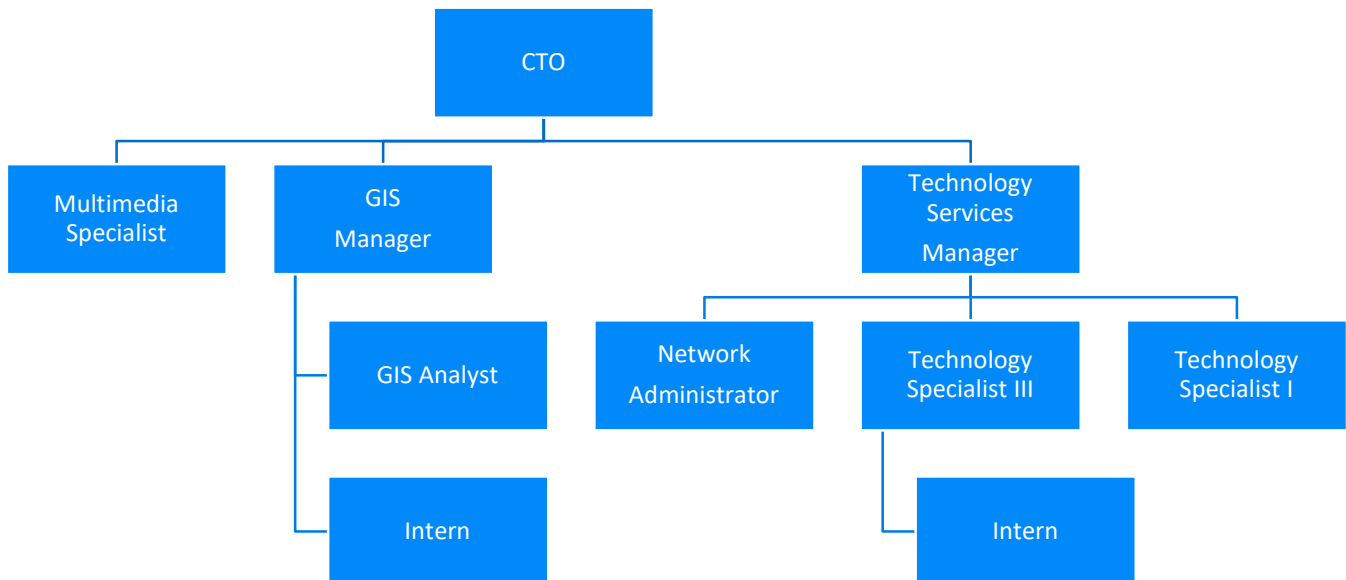 CTO
Multimedia
Specialist
GIS
Manager
Technology
Services
Manager
GIS Analyst
Network
Administrator
Technology
Specialist III
Technology
Specialist I
Intern
Intern